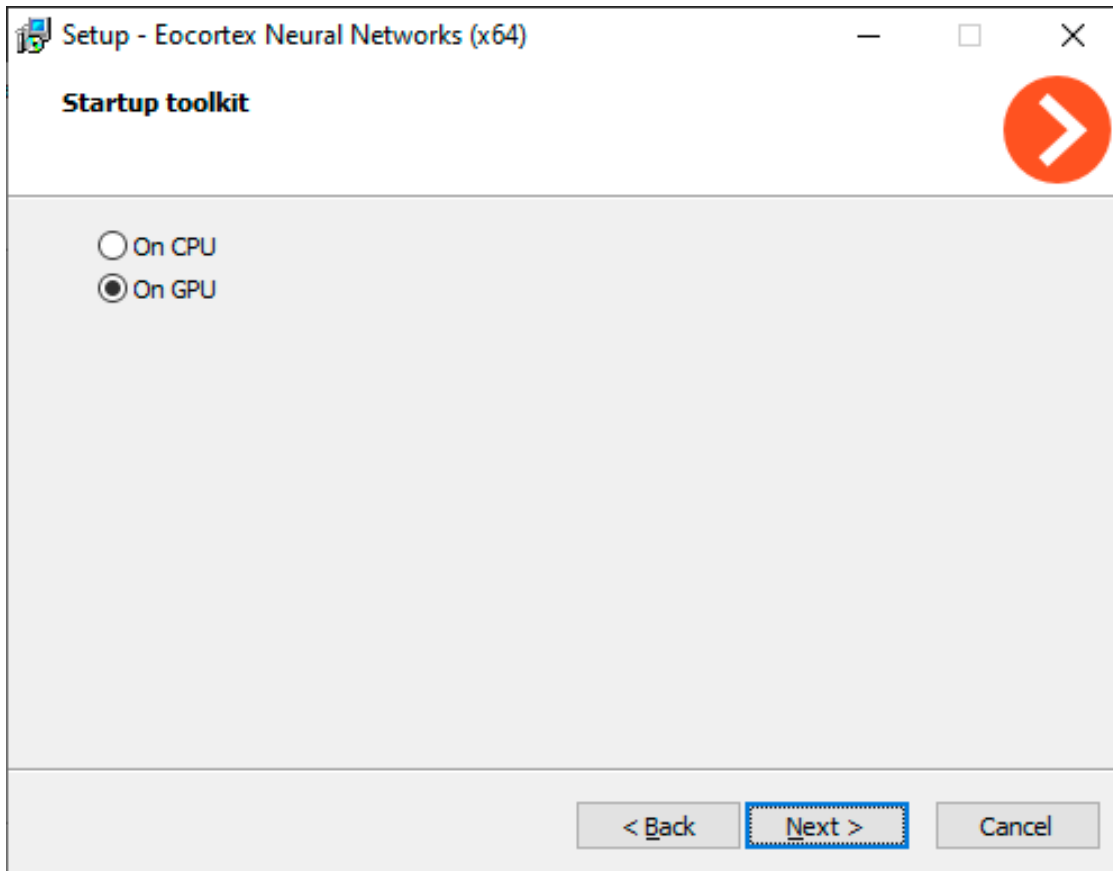 Setup - Eocortex Neural Networks (x64)
Startup toolkit
On CPU
On GPU
< Back Next > Cancel